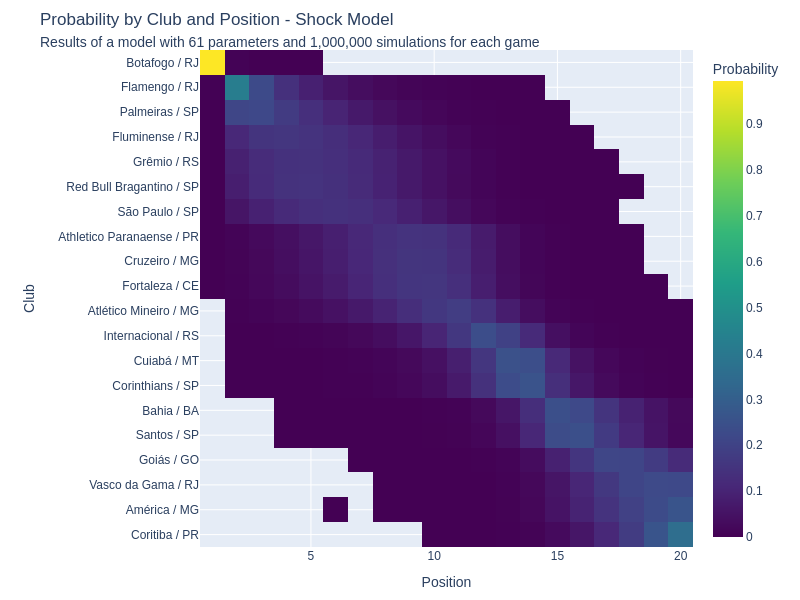 Probability by Club and Position - Shock Model
Results of a model with 61 parameters and 1,000,000 simulations for each game
Probability
Club
Botafogo / RJ
Flamengo / RJ
Palmeiras / SP
Fluminense / RJ
Grêmio / RS
Red Bull Bragantino / SP
São Paulo / SP
Athletico Paranaense / PR
Cruzeiro / MG
Fortaleza / CE
Atlético Mineiro / MG
Internacional / RS
Cuiabá / MT
Corinthians / SP
Bahia / BA
Santos / SP
Goiás / GO
Vasco da Gama / RJ
América / MG
Coritiba / PR
0.9
0.8
0.7
0.6
0.5
0.4
0.3
0.2
0.1
0
5 10 15 20
Position